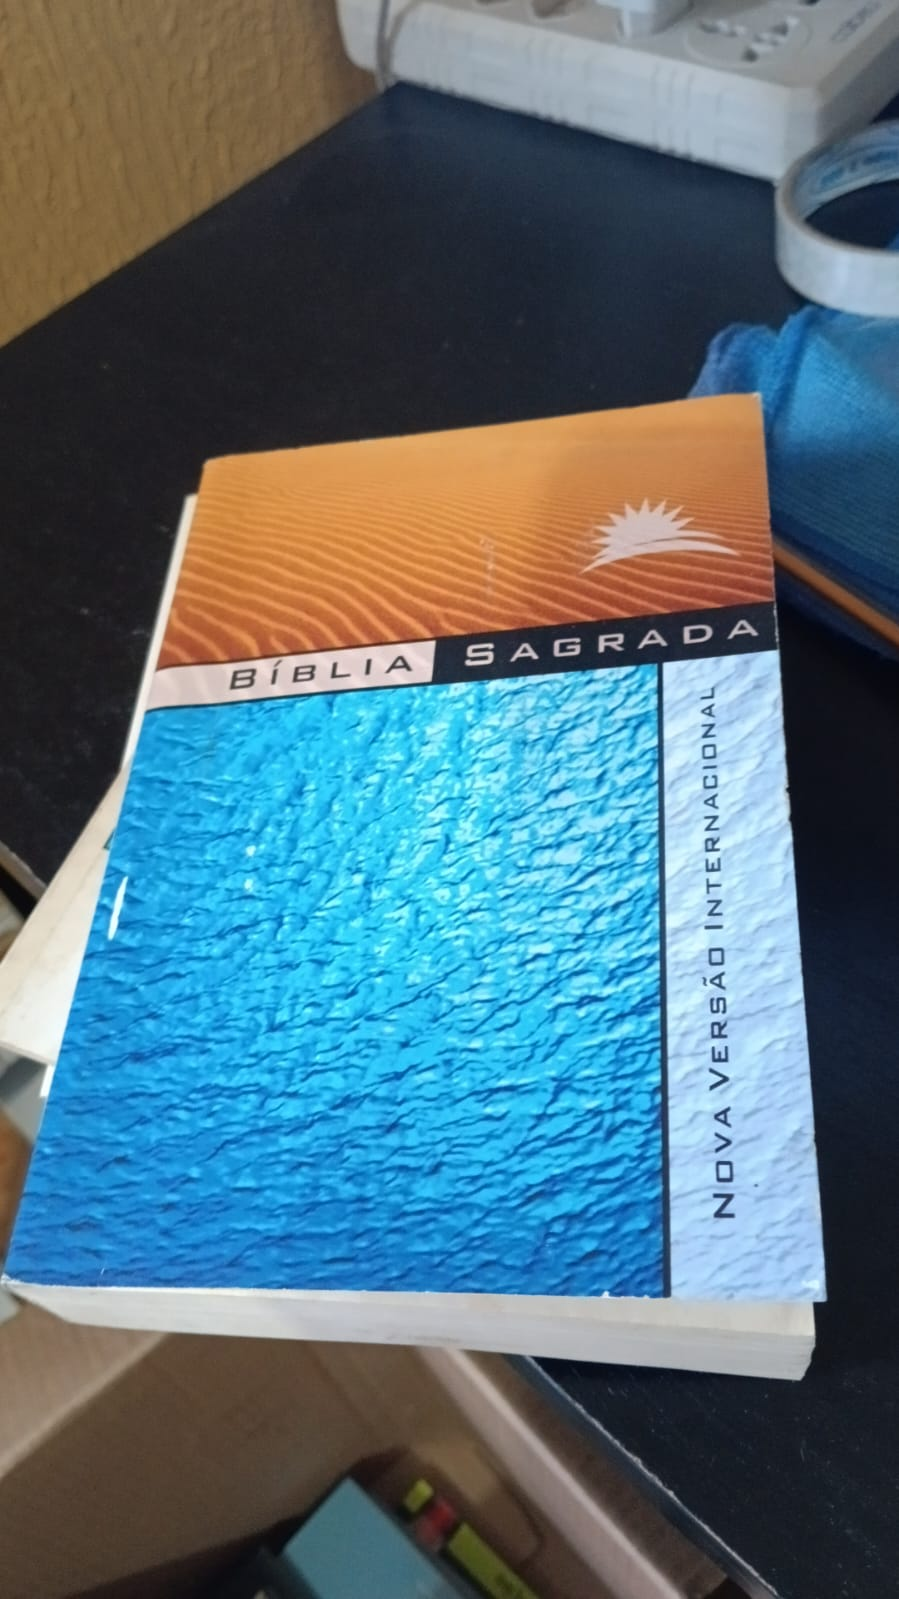 BÍBLIA SAGRADA
NOVA VERSÃO INTERNACIONAL